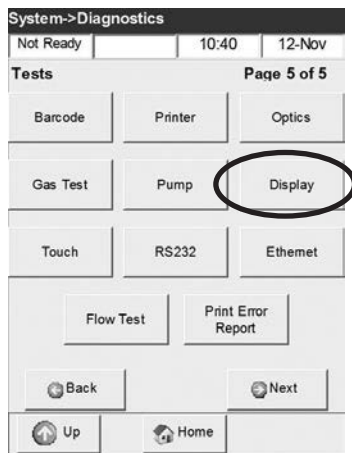 System->Diagnostics
Not Ready 10:40 12-Nov
Tests Page 5 of 5
Barcode Printer Optics
Gas Test Pump Display
Touch RS232 Ethernet
Flow Test Print Error
Report
Back Next
Up Home